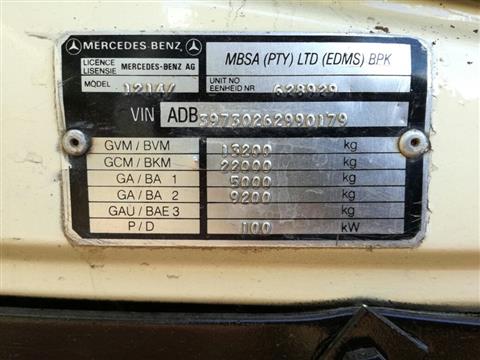 MERCEDES-BENZ
MBSA (PTY) LTD (EDMS) BPK
LICENCE
LISENSIE MERCEDES-BENZ AG
UNIT NO
EENHEID NR 628929
MODEL 1214/
VIN ADB39730262990179
GVM / BVM 13200 kg
GCM / BKM 22000 kg
GA / BA 1 5000 kg
GA / BA 2 9200 kg
GAU / BAE 3 kg
P / D 100 kW